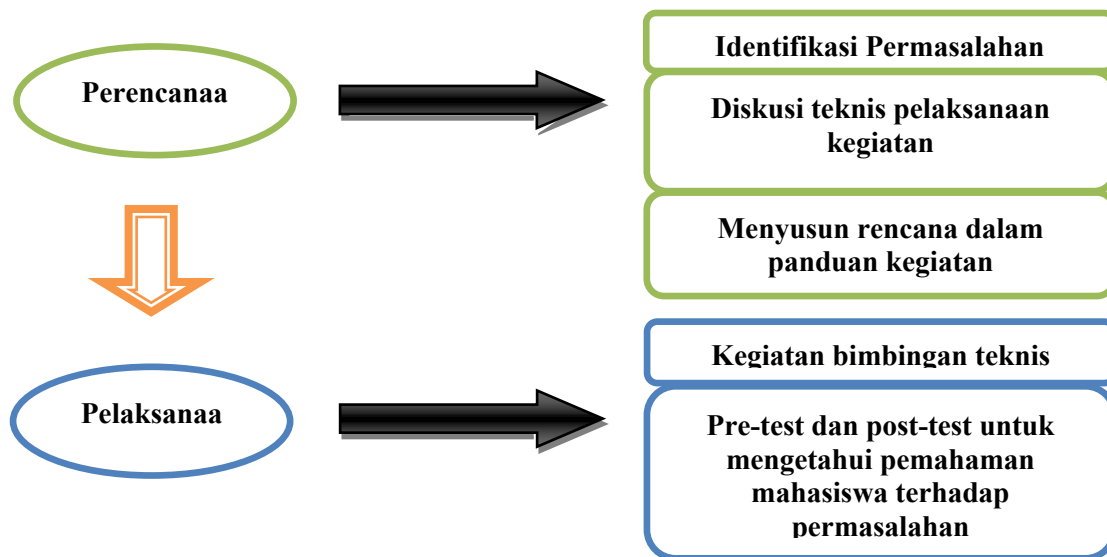 Perencanaa
Identifikasi Permasalahan
Diskusi teknis pelaksanaan
kegiatan
Menyusun rencana dalam
panduan kegiatan
Pelaksanaa
Kegiatan bimbingan teknis
Pre-test dan post-test untuk
mengetahui pemahaman
mahasiswa terhadap
permasalahan